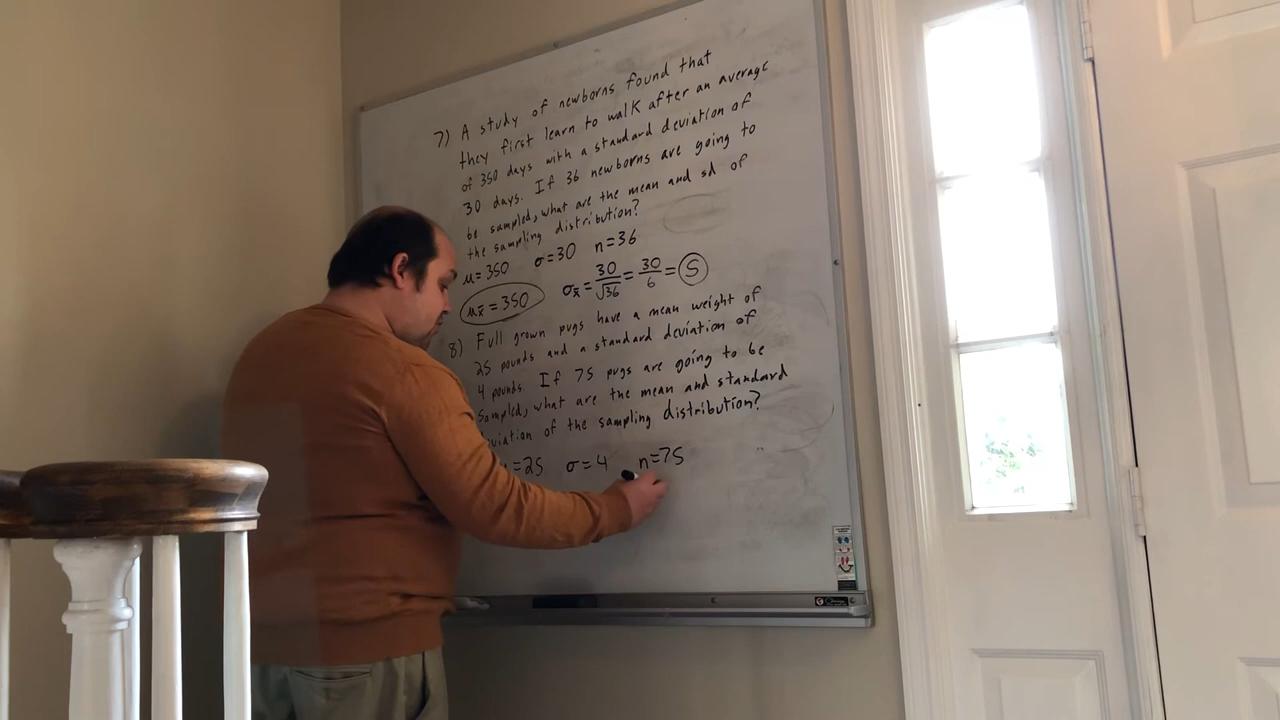 7) A study of newborns found that
they first learn to walk after an average
of 350 days with a standard deviation of
30 days. If 36 newborns are going to
be sampled, what are the mean and sd of
the sampling distribution?
μ=350 σ=30 n=36
μx̄=350 σx̄ = 30/√36 = 30/6 = 5
8) Full grown pugs have a mean weight of
25 pounds and a standard deviation of
4 pounds. If 75 pugs are going to be
sampled, what are the mean and standard
viation of the sampling distribution?
=25 σ=4 n=75